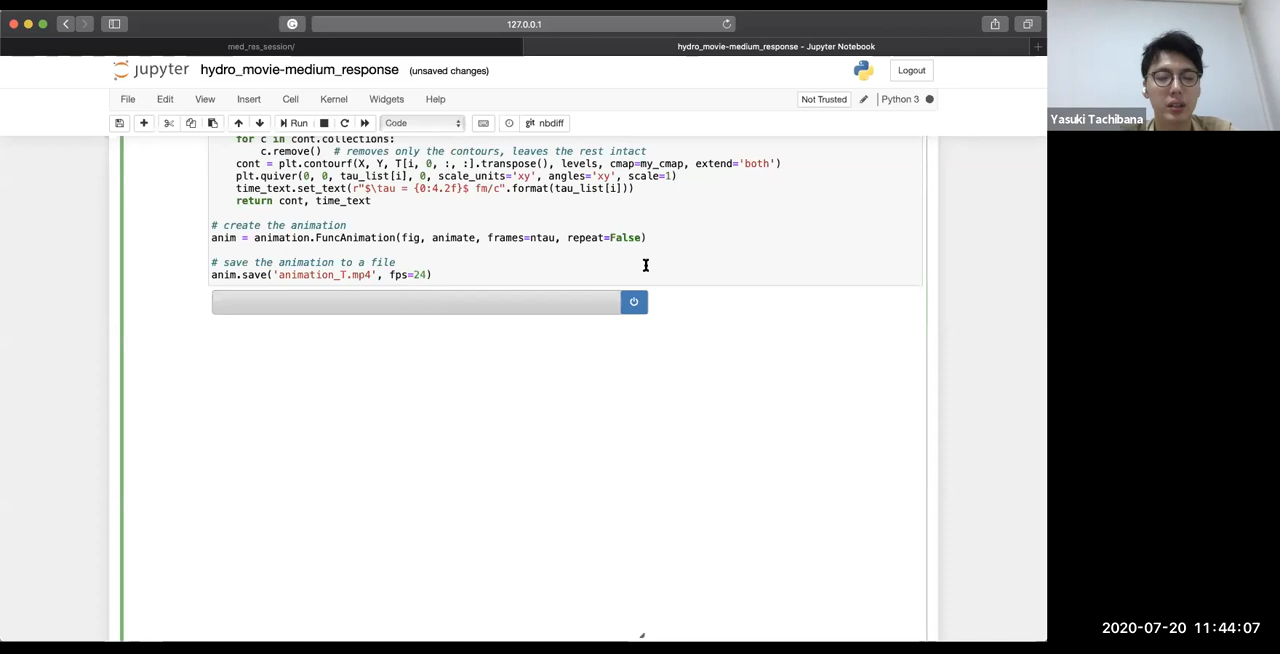 127.0.0.1
med_res_session/
hydro_movie-medium_response - Jupyter Notebook
jupyter hydro_movie-medium_response (unsaved changes)
Logout
File Edit View Insert Cell Kernel Widgets Help
Not Trusted
Python 3
Run
Code
git nbdiff
Yasuki Tachibana
for c in cont.collections:
c.remove() # removes only the contours, leaves the rest intact
cont = plt.contourf(X, Y, T[i, 0, :, :].transpose(), levels, cmap=my_cmap, extend='both')
plt.quiver(0, 0, tau_list[i], 0, scale_units='xy', angles='xy', scale=1)
time_text.set_text(r"$\tau = {0:4.2f}$ fm/c".format(tau_list[i]))
return cont, time_text
# create the animation
anim = animation.FuncAnimation(fig, animate, frames=ntau, repeat=False)
# save the animation to a file
anim.save('animation_T.mp4', fps=24)
2020-07-20 11:44:07